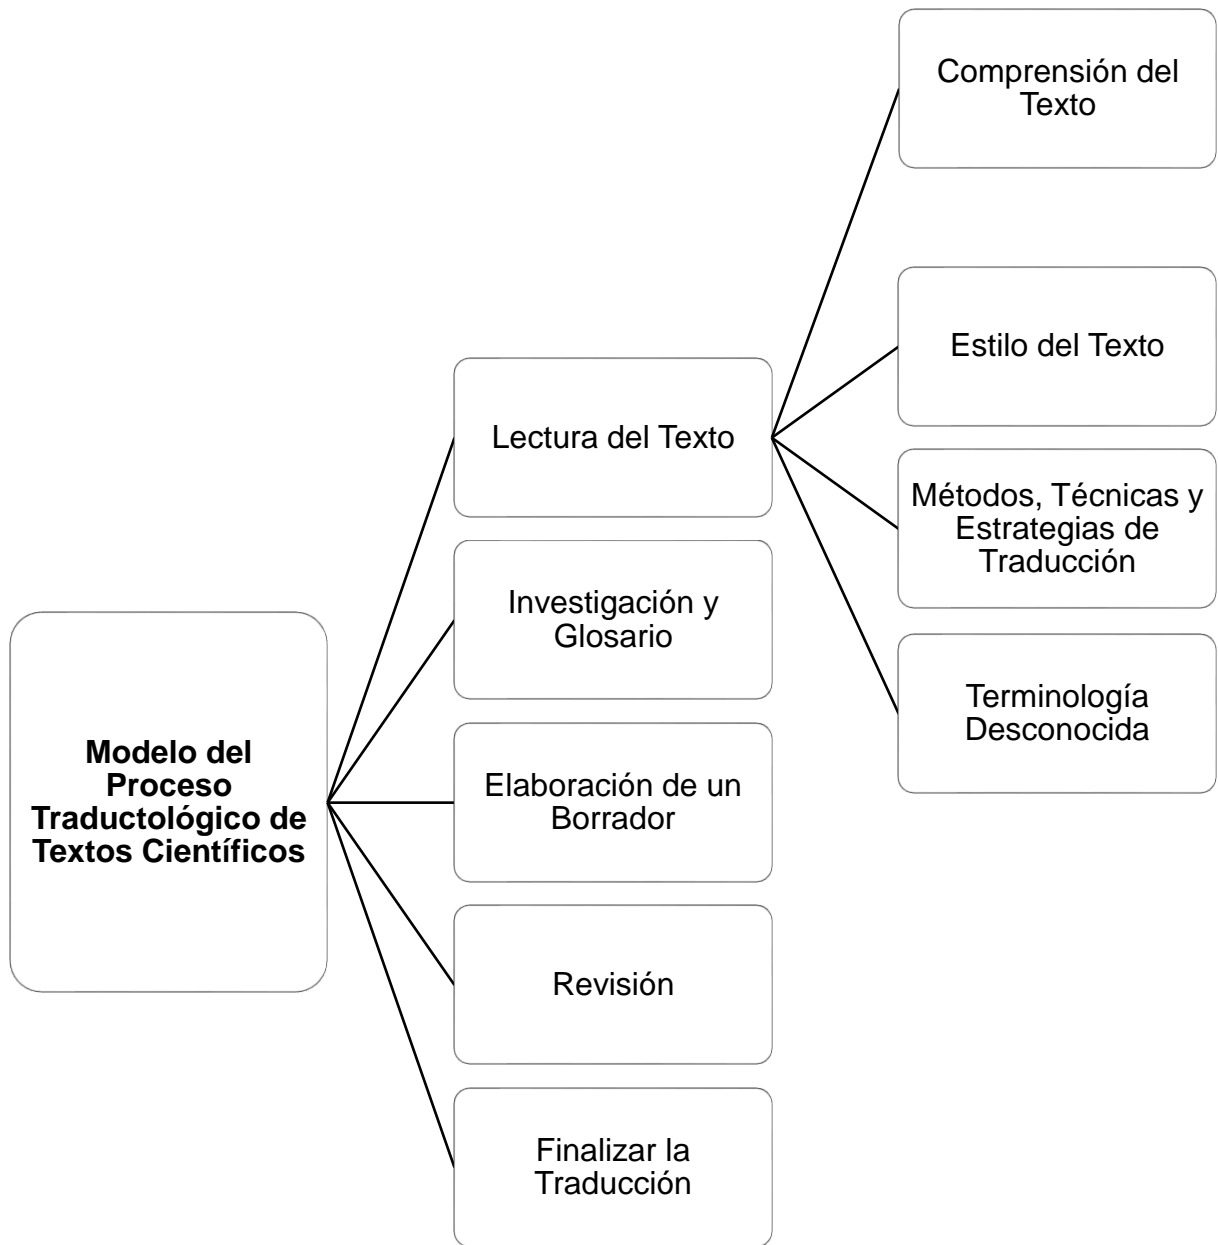 Modelo del
Proceso
Traductológico de
Textos Científicos
Lectura del Texto
Investigación y
Glosario
Elaboración de un
Borrador
Revisión
Finalizar la
Traducción
Comprensión del
Texto
Estilo del Texto
Métodos, Técnicas y
Estrategias de
Traducción
Terminología
Desconocida